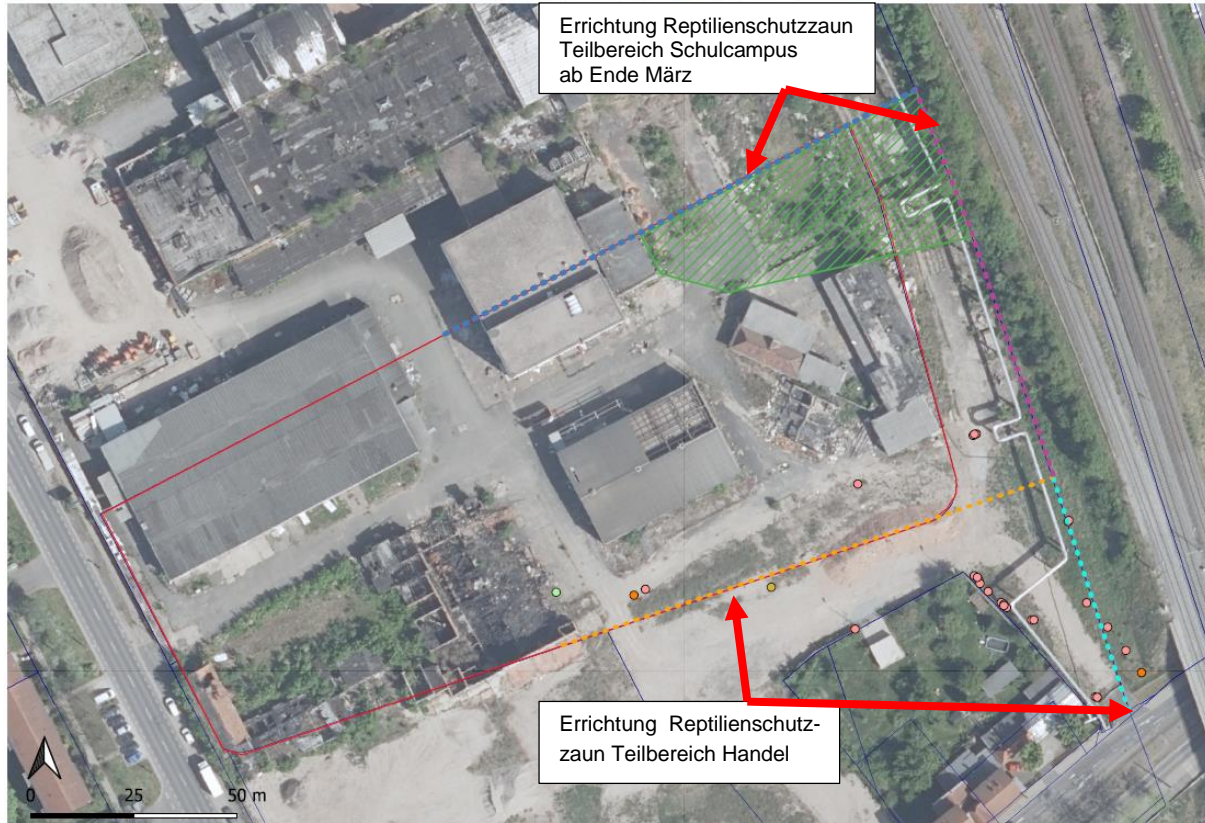 Errichtung Reptilienschutzzaun
Teilbereich Schulcampus
ab Ende März
Errichtung Reptilienschutz-
zaun Teilbereich Handel
0 25 50 m